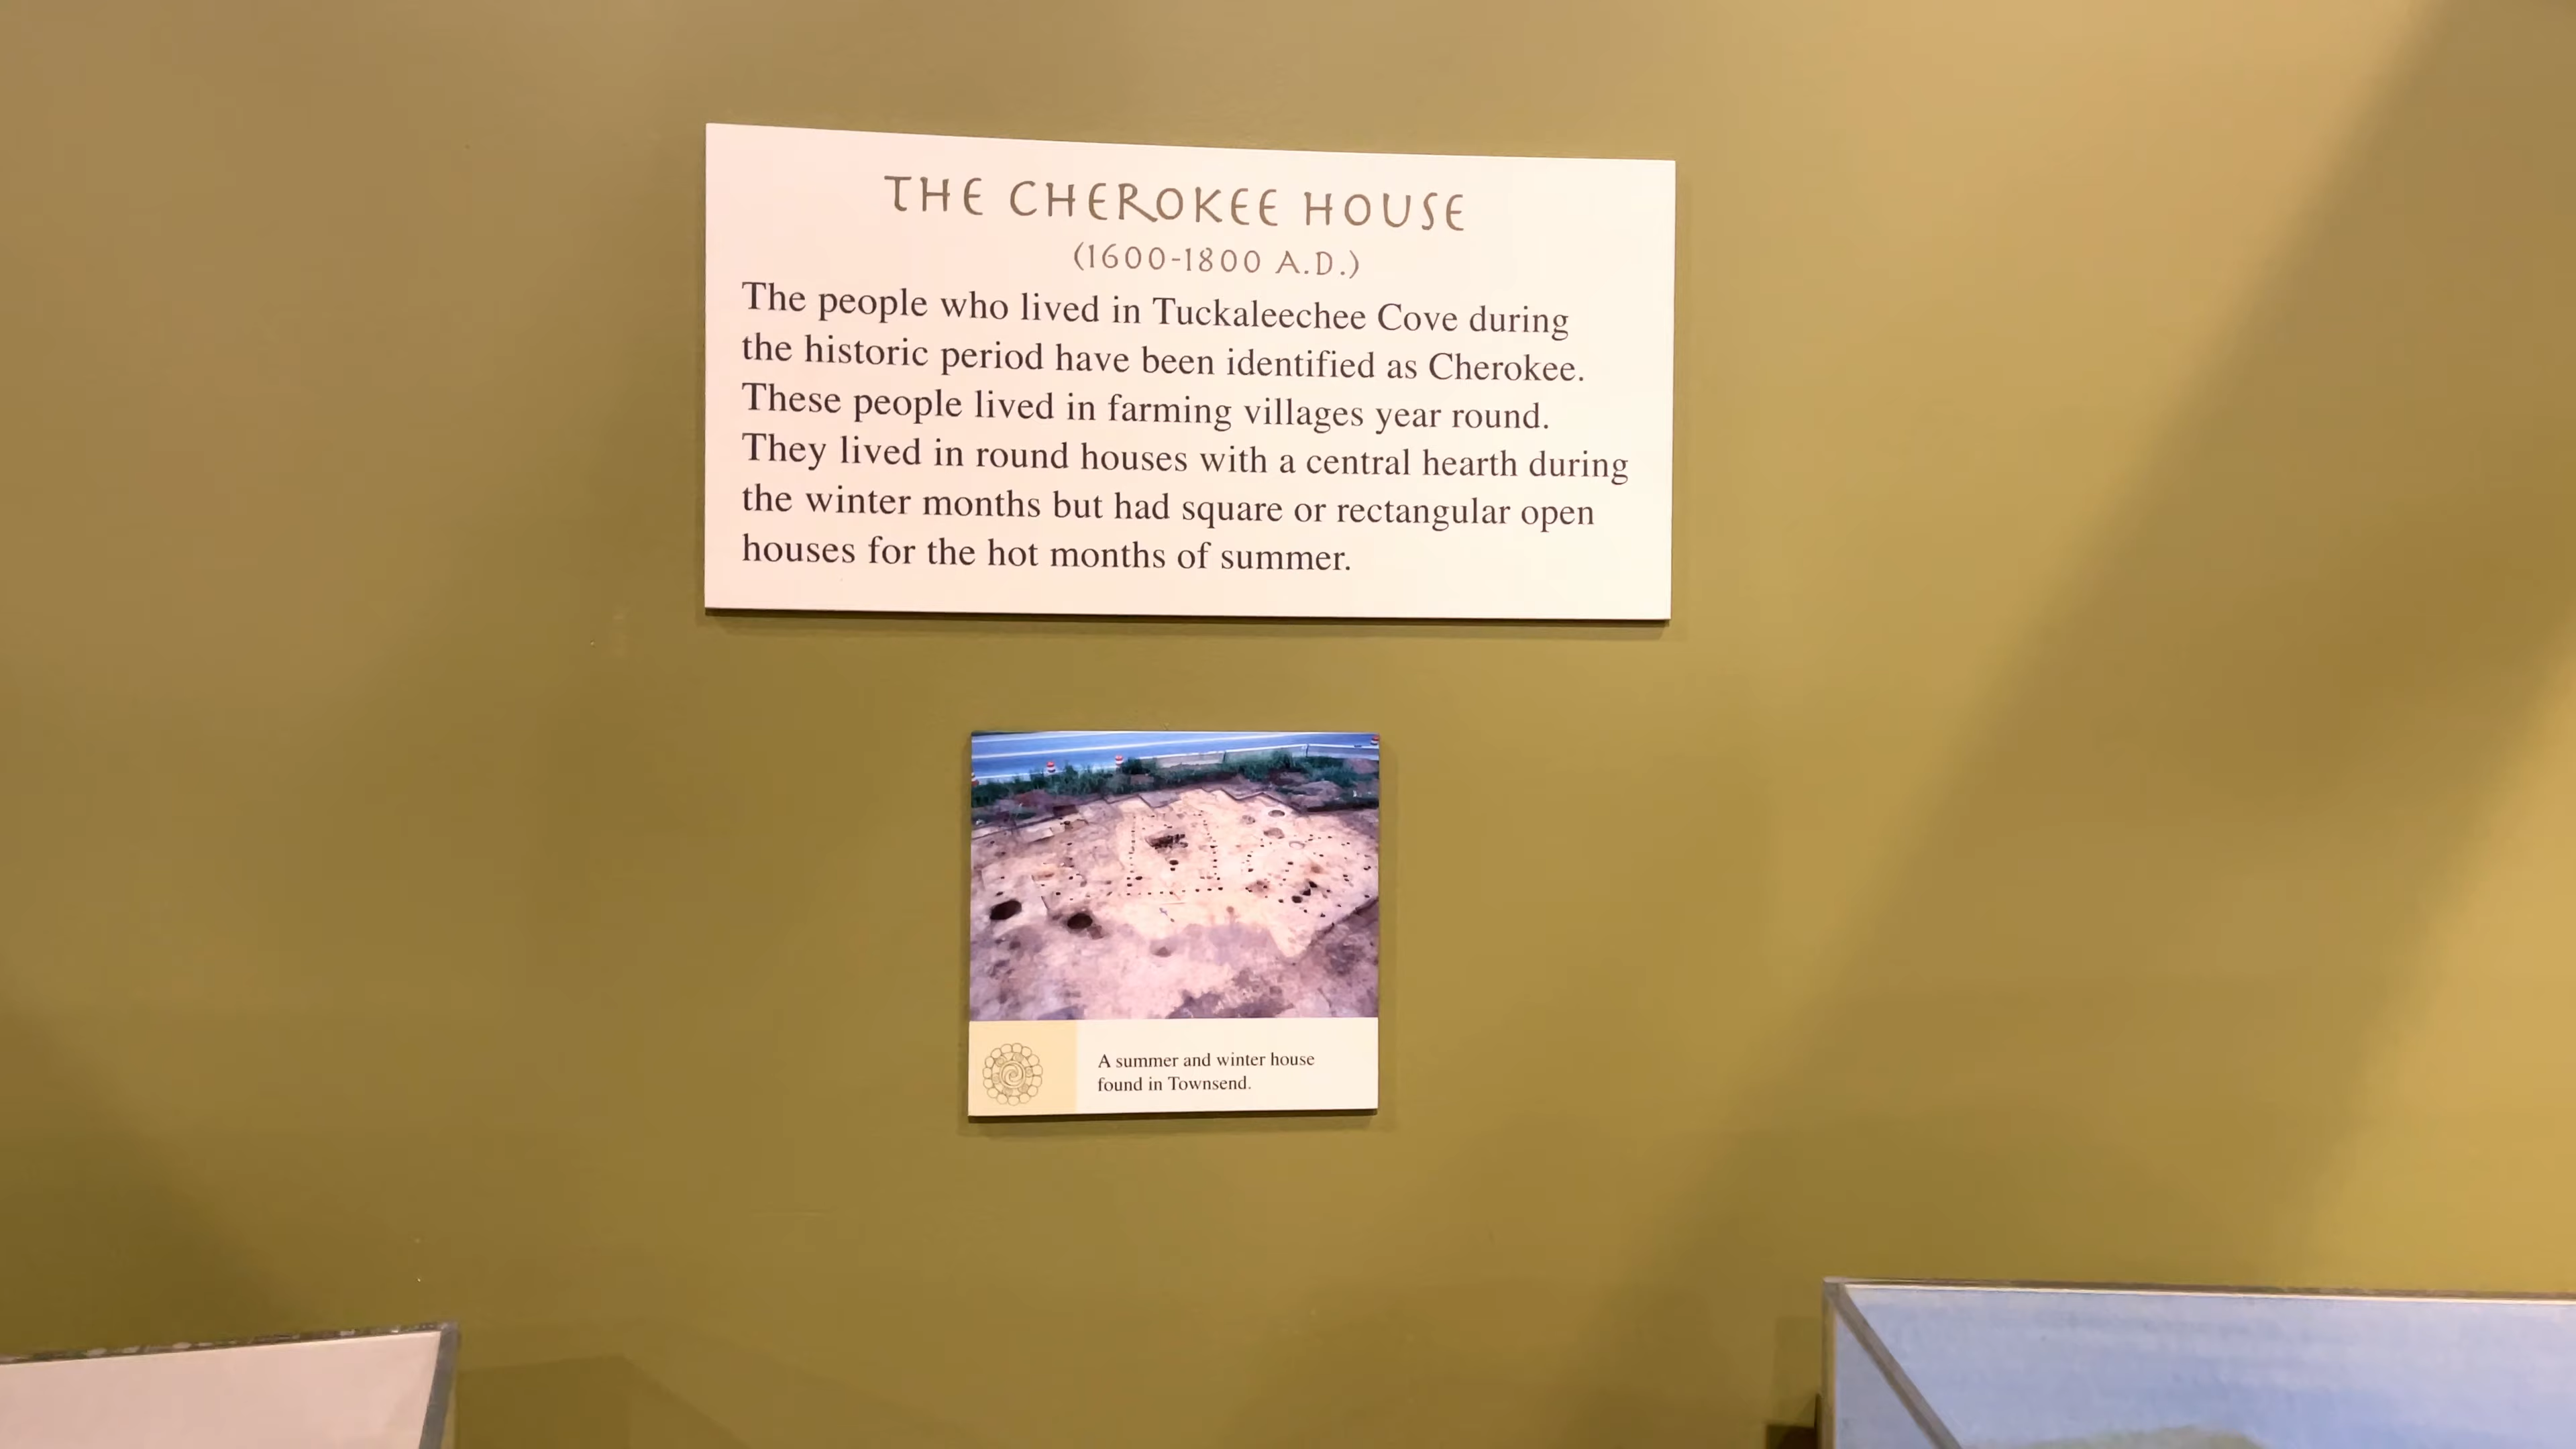 THE CHEROKEE HOUSE
(1600-1800 A.D.)
The people who lived in Tuckaleechee Cove during
the historic period have been identified as Cherokee.
These people lived in farming villages year round.
They lived in round houses with a central hearth during
the winter months but had square or rectangular open
houses for the hot months of summer.
A summer and winter house
found in Townsend.